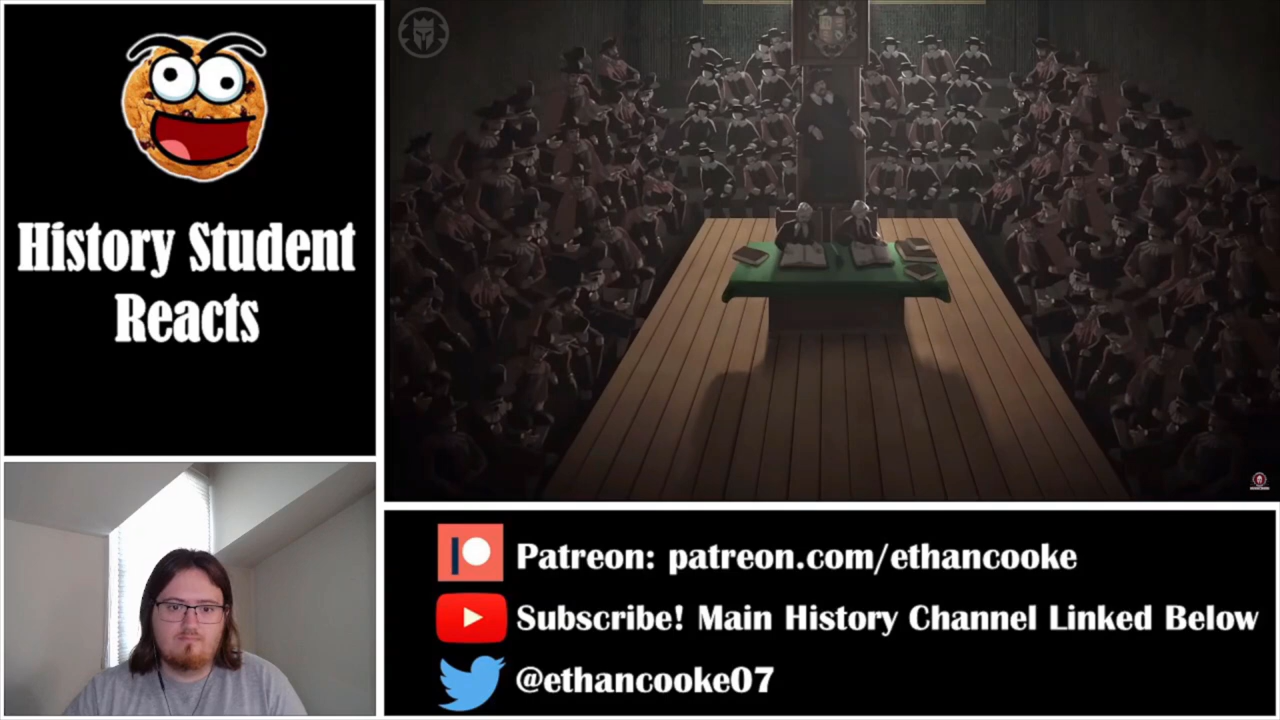 History Student
Reacts
Patreon: patreon.com/ethancooke
Subscribe! Main History Channel Linked Below
@ethancooke07